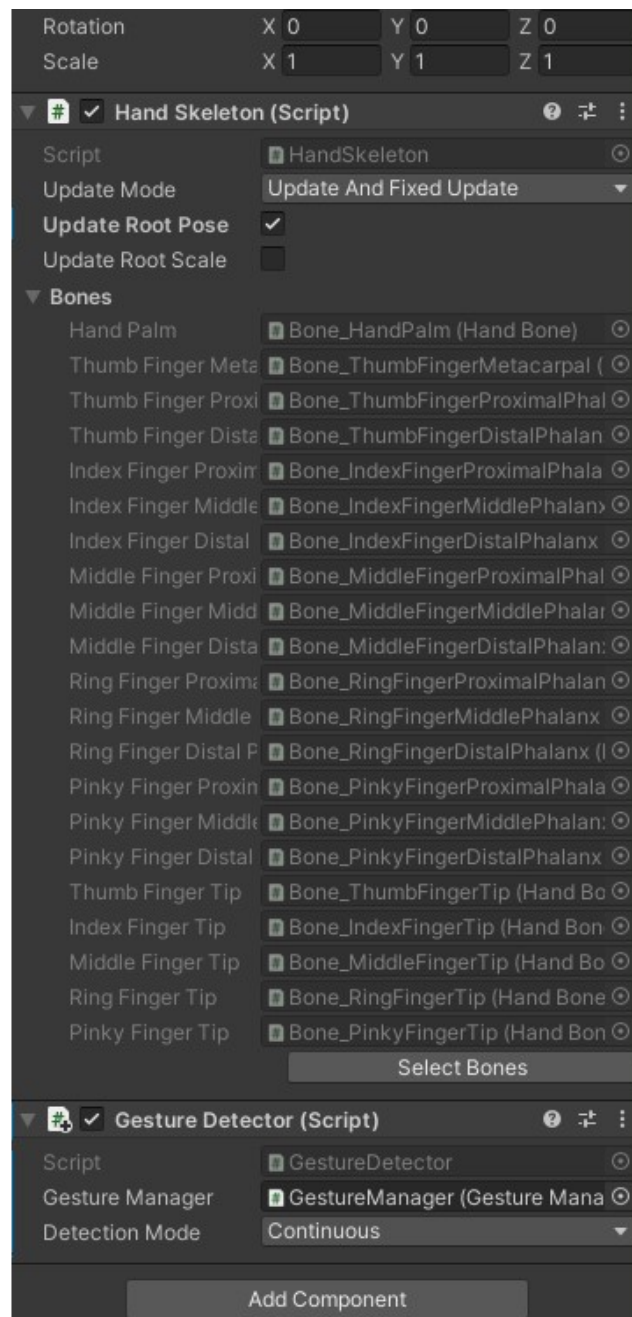 Rotation X 0 Y 0 Z 0
Scale X 1 Y 1 Z 1
Hand Skeleton (Script)
Script HandSkeleton
Update Mode Update And Fixed Update
Update Root Pose
Update Root Scale
Bones
Hand Palm Bone_HandPalm (Hand Bone)
Thumb Finger Meta Bone_ThumbFingerMetacarpal (
Thumb Finger Proxi Bone_ThumbFingerProximalPhal
Thumb Finger Dista Bone_ThumbFingerDistalPhalan
Index Finger Proxim Bone_IndexFingerProximalPhala
Index Finger Middle Bone_IndexFingerMiddlePhalanx
Index Finger Distal Bone_IndexFingerDistalPhalanx
Middle Finger Proxi Bone_MiddleFingerProximalPhal
Middle Finger Midd Bone_MiddleFingerMiddlePhalar
Middle Finger Dista Bone_MiddleFingerDistalPhalan
Ring Finger Proxima Bone_RingFingerProximalPhalan
Ring Finger Middle Bone_RingFingerMiddlePhalanx
Ring Finger Distal P Bone_RingFingerDistalPhalanx (
Pinky Finger Proxin Bone_PinkyFingerProximalPhala
Pinky Finger Middle Bone_PinkyFingerMiddlePhalan
Pinky Finger Distal Bone_PinkyFingerDistalPhalanx
Thumb Finger Tip Bone_ThumbFingerTip (Hand Bo
Index Finger Tip Bone_IndexFingerTip (Hand Bon
Middle Finger Tip Bone_MiddleFingerTip (Hand Bo
Ring Finger Tip Bone_RingFingerTip (Hand Bone
Pinky Finger Tip Bone_PinkyFingerTip (Hand Bon
Select Bones
Gesture Detector (Script)
Script GestureDetector
Gesture Manager GestureManager (Gesture Mana
Detection Mode Continuous
Add Component